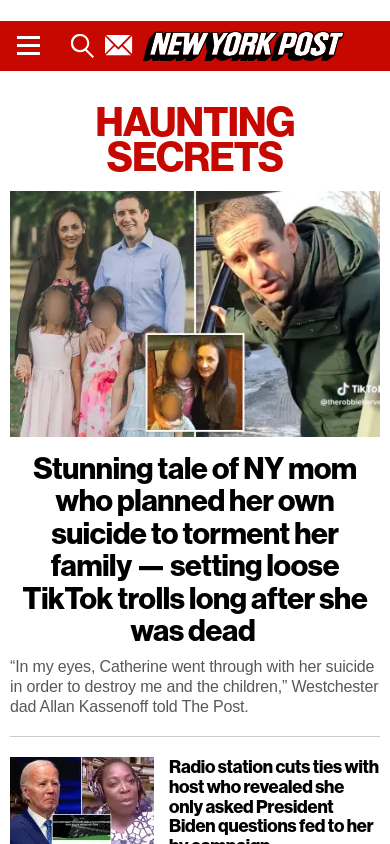 NEW YORK POST
HAUNTING
SECRETS
TikTok
Stunning tale of NY mom
who planned her own
suicide to torment her
family — setting loose
TikTok trolls long after she
was dead
“In my eyes, Catherine went through with her suicide
in order to destroy me and the children,” Westchester
dad Allan Kassenoff told The Post.
Radio station cuts ties with
host who revealed she
only asked President
Biden questions fed to her
by campaign